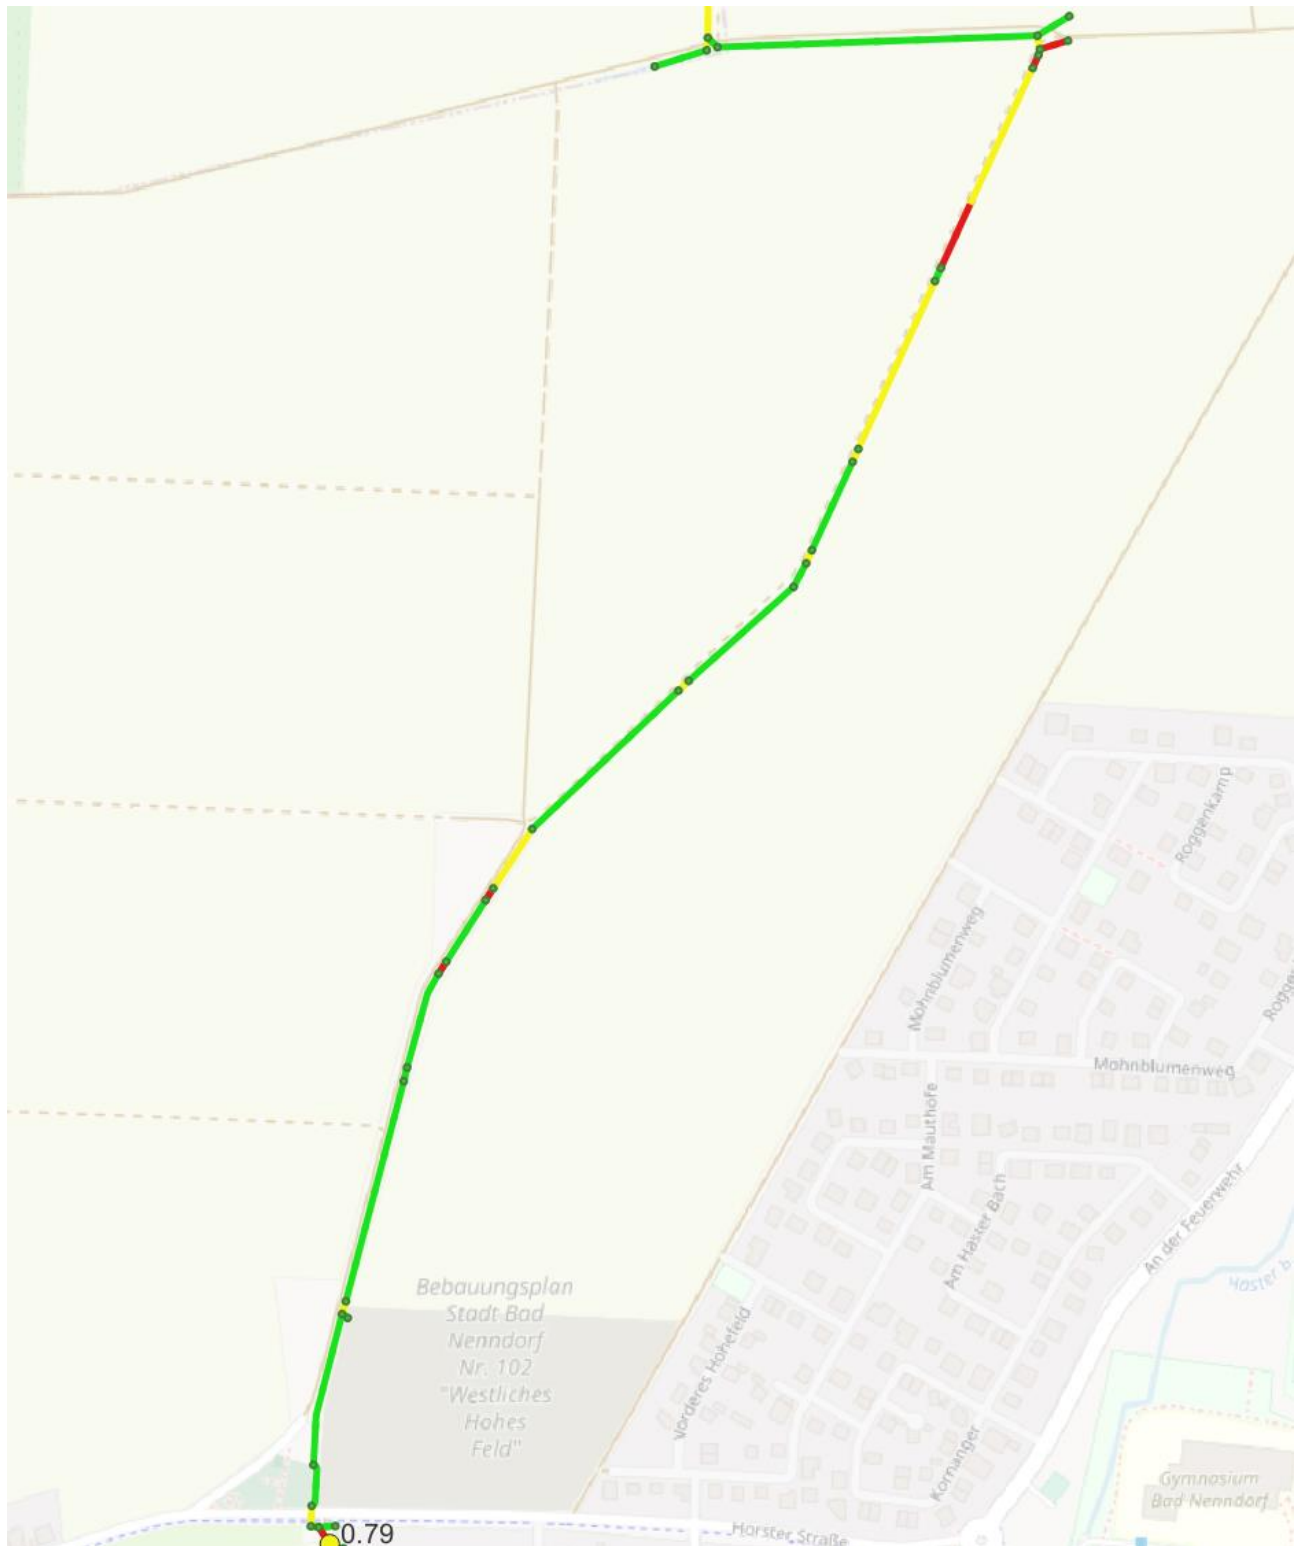 Roggenkamp
Mohnblumenweg
Mohnblumenweg
Am Mauthofe
Am Haster Bach
An der Feuerwehr
Bebauungsplan
Stadt Bad
Nenndorf
Nr. 102
"Westliches
Hohes
Feld"
Vorderes Hohefeld
Kornanger
Gymnasium
Bad Nenndorf
Horster Straße
0.79